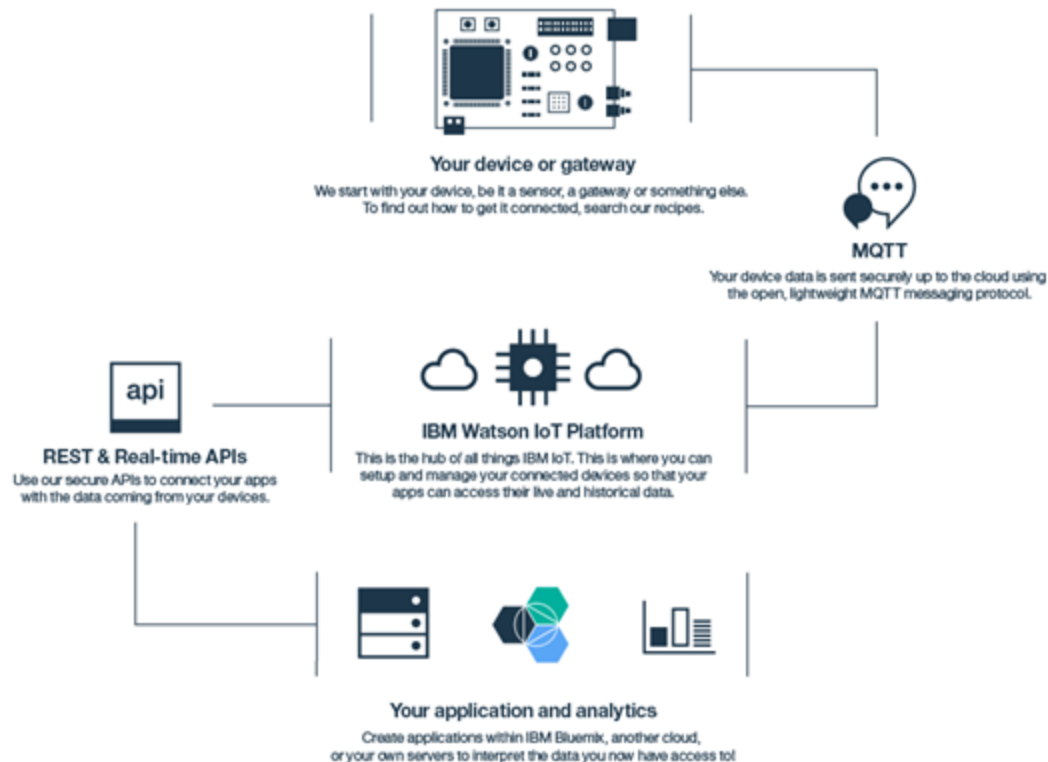 Your device or gateway
We start with your device, be it a sensor, a gateway or something else.
To find out how to get it connected, search our recipes.
MQTT
Your device data is sent securely up to the cloud using
the open, lightweight MQTT messaging protocol.
api
REST & Real-time APIs
Use our secure APIs to connect your apps
with the data coming from your devices.
IBM Watson IoT Platform
This is the hub of all things IBM IoT. This is where you can
setup and manage your connected devices so that your
apps can access their live and historical data.
Your application and analytics
Create applications within IBM Bluemix, another cloud,
or your own servers to interpret the data you now have access to!